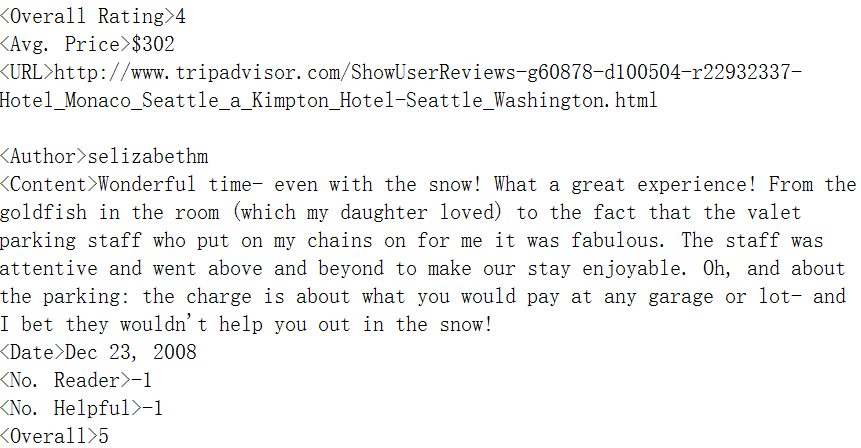 <Overall Rating>4
<Avg. Price>$302
<URL>http://www.tripadvisor.com/ShowUserReviews-g60878-d100504-r22932337-
Hotel_Monaco_Seattle_a_Kimpton_Hotel-Seattle_Washington.html

<Author>selizabethm
<Content>Wonderful time- even with the snow! What a great experience! From the
goldfish in the room (which my daughter loved) to the fact that the valet
parking staff who put on my chains on for me it was fabulous. The staff was
attentive and went above and beyond to make our stay enjoyable. Oh, and about
the parking: the charge is about what you would pay at any garage or lot- and
I bet they wouldn't help you out in the snow!
<Date>Dec 23, 2008
<No. Reader>-1
<No. Helpful>-1
<Overall>5